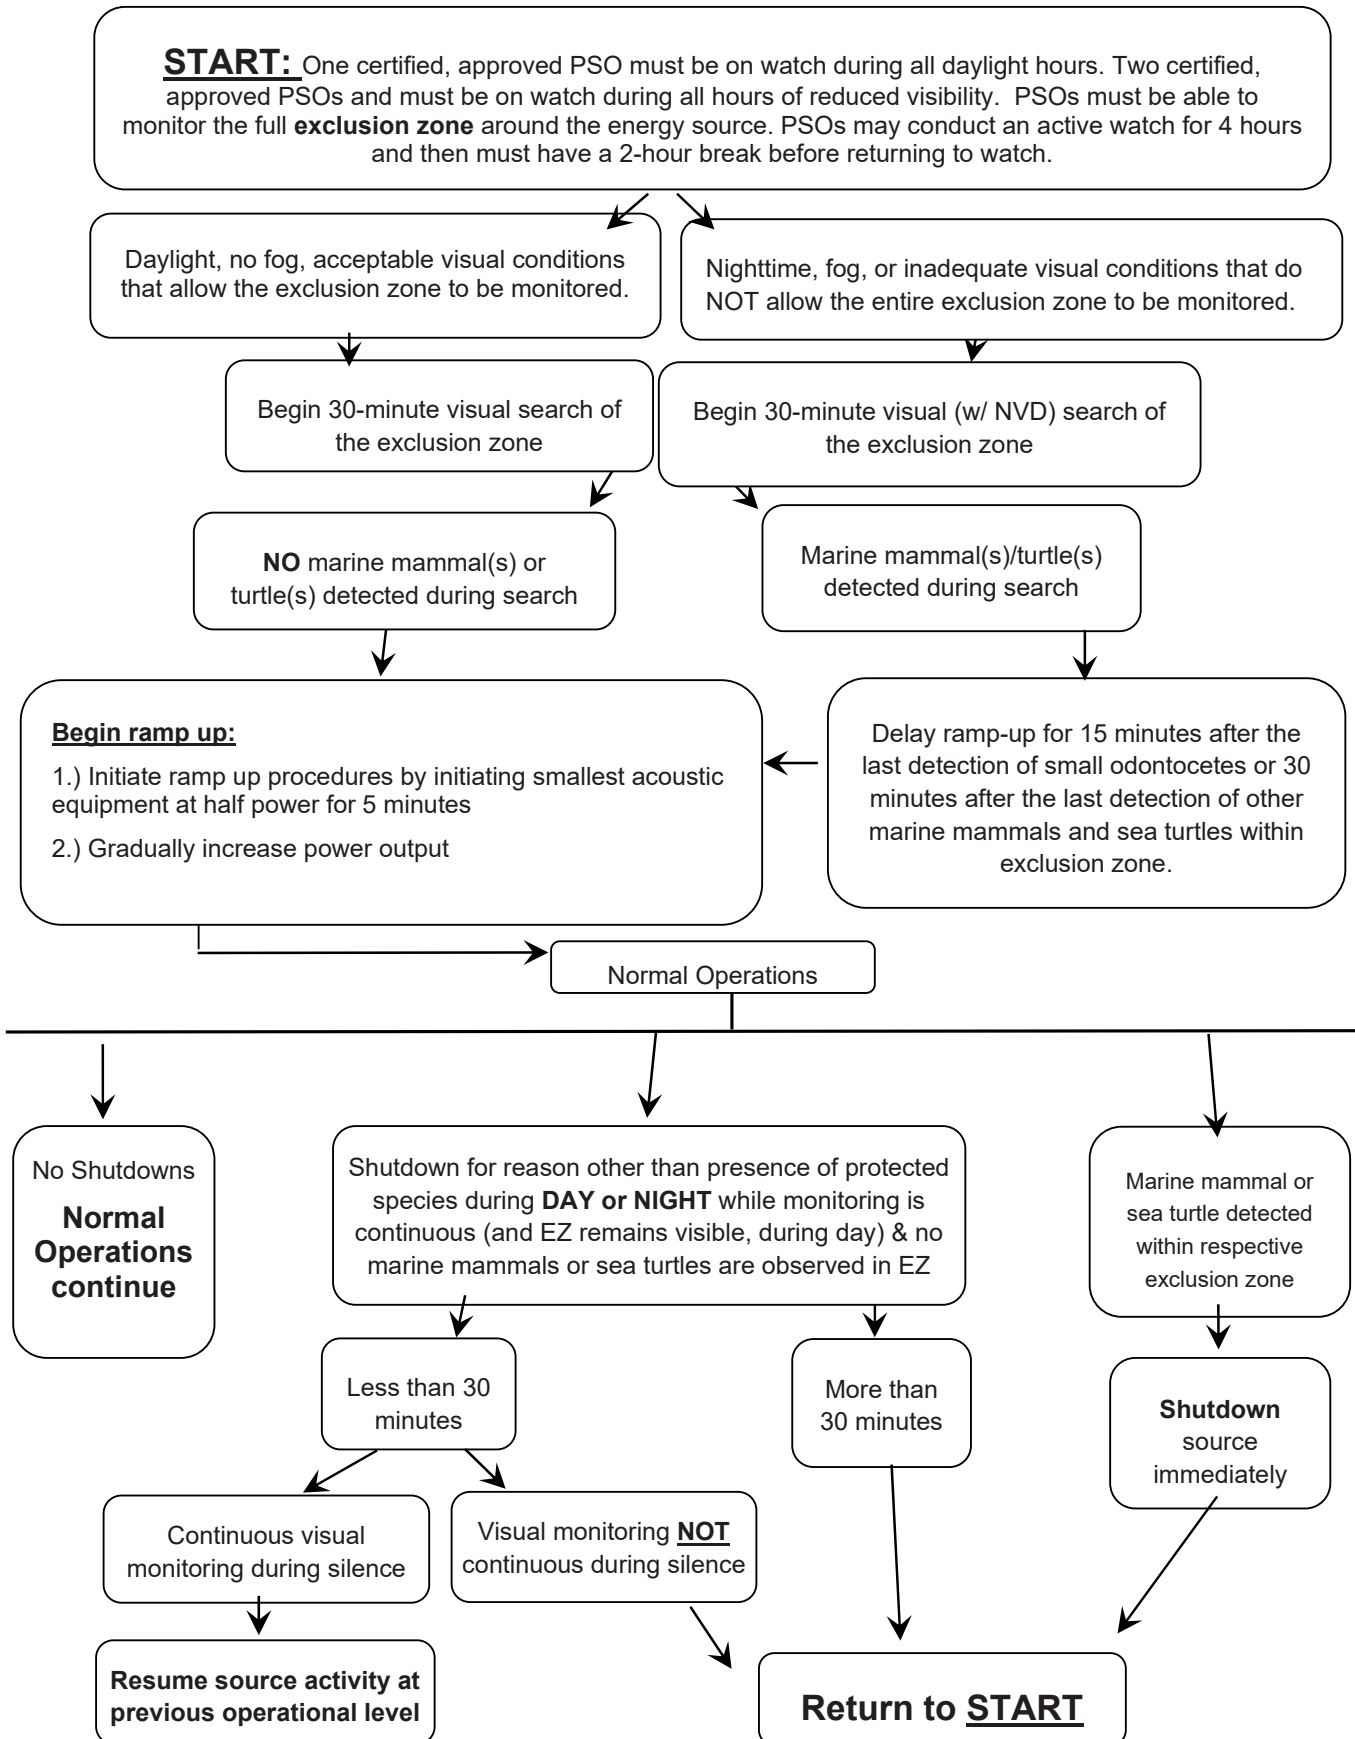 START: One certified, approved PSO must be on watch during all daylight hours. Two certified,
approved PSOs and must be on watch during all hours of reduced visibility. PSOs must be able to
monitor the full exclusion zone around the energy source. PSOs may conduct an active watch for 4 hours
and then must have a 2-hour break before returning to watch.
Daylight, no fog, acceptable visual conditions
that allow the exclusion zone to be monitored.
Nighttime, fog, or inadequate visual conditions that do
NOT allow the entire exclusion zone to be monitored.
Begin 30-minute visual search of
the exclusion zone
Begin 30-minute visual (w/ NVD) search of
the exclusion zone
NO marine mammal(s) or
turtle(s) detected during search
Marine mammal(s)/turtle(s)
detected during search
Begin ramp up:
1.) Initiate ramp up procedures by initiating smallest acoustic
equipment at half power for 5 minutes
2.) Gradually increase power output
Delay ramp-up for 15 minutes after the
last detection of small odontocetes or 30
minutes after the last detection of other
marine mammals and sea turtles within
exclusion zone.
Normal Operations
No Shutdowns
Normal
Operations
continue
Shutdown for reason other than presence of protected
species during DAY or NIGHT while monitoring is
continuous (and EZ remains visible, during day) & no
marine mammals or sea turtles are observed in EZ
Marine mammal or
sea turtle detected
within respective
exclusion zone
Less than 30
minutes
More than
30 minutes
Shutdown
source
immediately
Continuous visual
monitoring during silence
Visual monitoring NOT
continuous during silence
Resume source activity at
previous operational level
Return to START